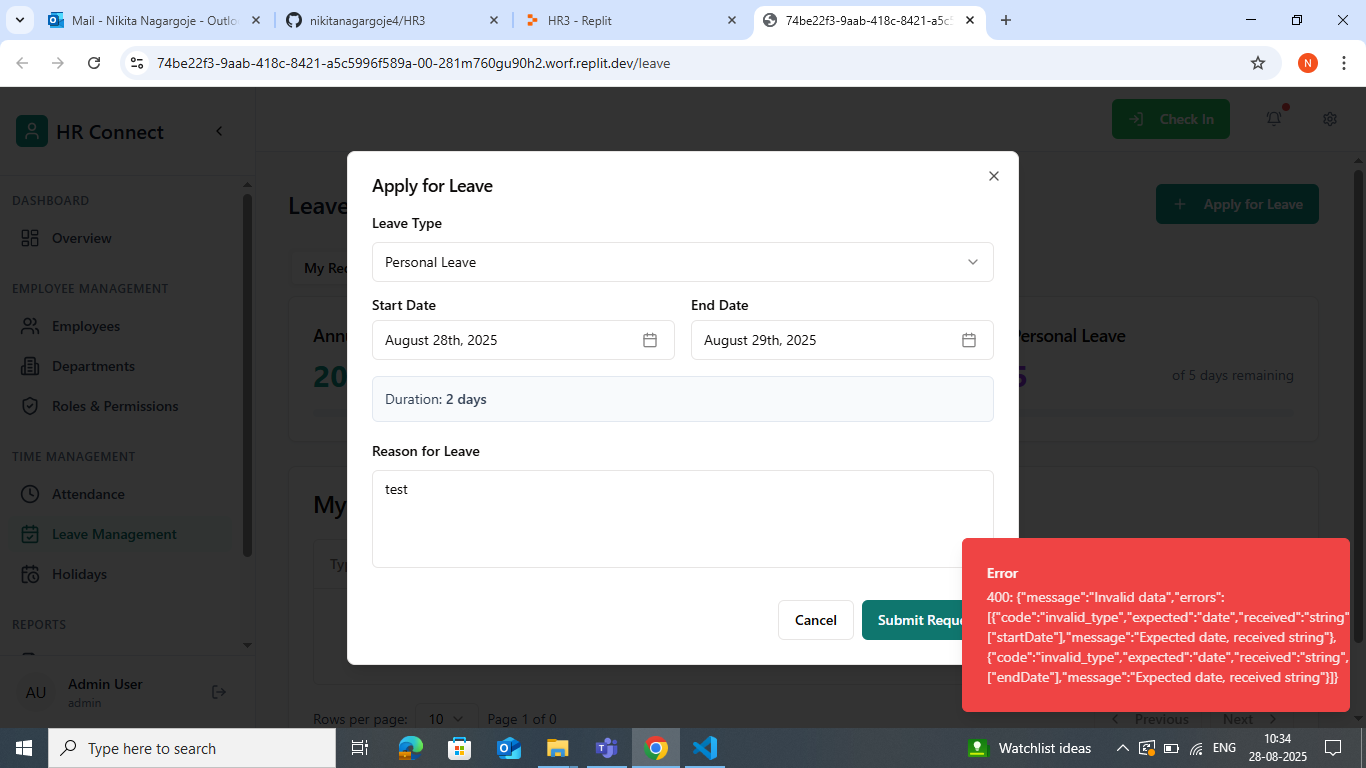 Mail - Nikita Nagargoje - Outlo
nikitanagargoje4/HR3
HR3 - Replit
74be22f3-9aab-418c-8421-a5c5
74be22f3-9aab-418c-8421-a5c5996f589a-00-281m760gu90h2.worf.replit.dev/leave
N
HR Connect
Check In
DASHBOARD
Overview
EMPLOYEE MANAGEMENT
Employees
Departments
Roles & Permissions
TIME MANAGEMENT
Attendance
Leave Management
Holidays
REPORTS
AU
Admin User
admin
Leave
Apply for Leave
My Rec
Annu
20
Personal Leave
5
of 5 days remaining
My
Typ
Rows per page:
10
Page 1 of 0
Previous
Next
Apply for Leave
Leave Type
Personal Leave
Start Date
End Date
August 28th, 2025
August 29th, 2025
Duration: 2 days
Reason for Leave
test
Cancel
Submit Reque
Error
400: {"message":"Invalid data","errors":
[{"code":"invalid_type","expected":"date","received":"string"
["startDate"],"message":"Expected date, received string"},
{"code":"invalid_type","expected":"date","received":"string",
["endDate"],"message":"Expected date, received string"}]}
Type here to search
Watchlist ideas
ENG
10:34
28-08-2025